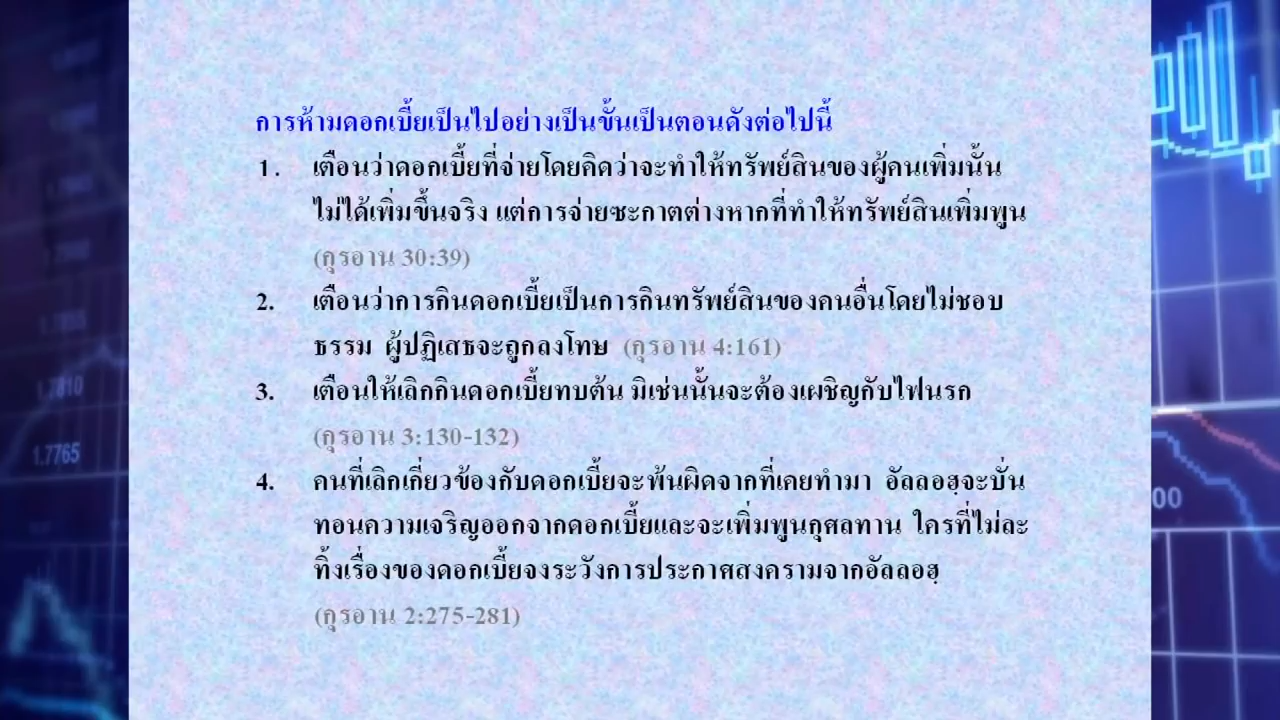 การห้ามดอกเบี้ยเป็นไปอย่างเป็นขั้นเป็นตอนดังต่อไปนี้
1. เตือนว่าดอกเบี้ยที่จ่ายโดยคิดว่าจะทำให้ทรัพย์สินของผู้คนเพิ่มนั้น
ไม่ได้เพิ่มขึ้นจริง แต่การจ่ายซะกาตต่างหากที่ทำให้ทรัพย์สินเพิ่มพูน
(กุรอาน 30:39)
2. เตือนว่าการกินดอกเบี้ยเป็นการกินทรัพย์สินของคนอื่นโดยไม่ชอบ
ธรรม ผู้ปฏิเสธจะถูกลงโทษ (กุรอาน 4:161)
3. เตือนให้เลิกกินดอกเบี้ยทบต้น มิเช่นนั้นจะต้องเผชิญกับไฟนรก
(กุรอาน 3:130-132)
4. คนที่เลิกเกี่ยวข้องกับดอกเบี้ยจะพ้นผิดจากที่เคยทำมา อัลลอฮฺจะบั่น
ทอนความเจริญออกจากดอกเบี้ยและจะเพิ่มพูนกุศลทาน ใครที่ไม่ละ
ทิ้งเรื่องของดอกเบี้ยจงระวังการประกาศสงครามจากอัลลอฮฺ
(กุรอาน 2:275-281)
1.7810
1.7765
00